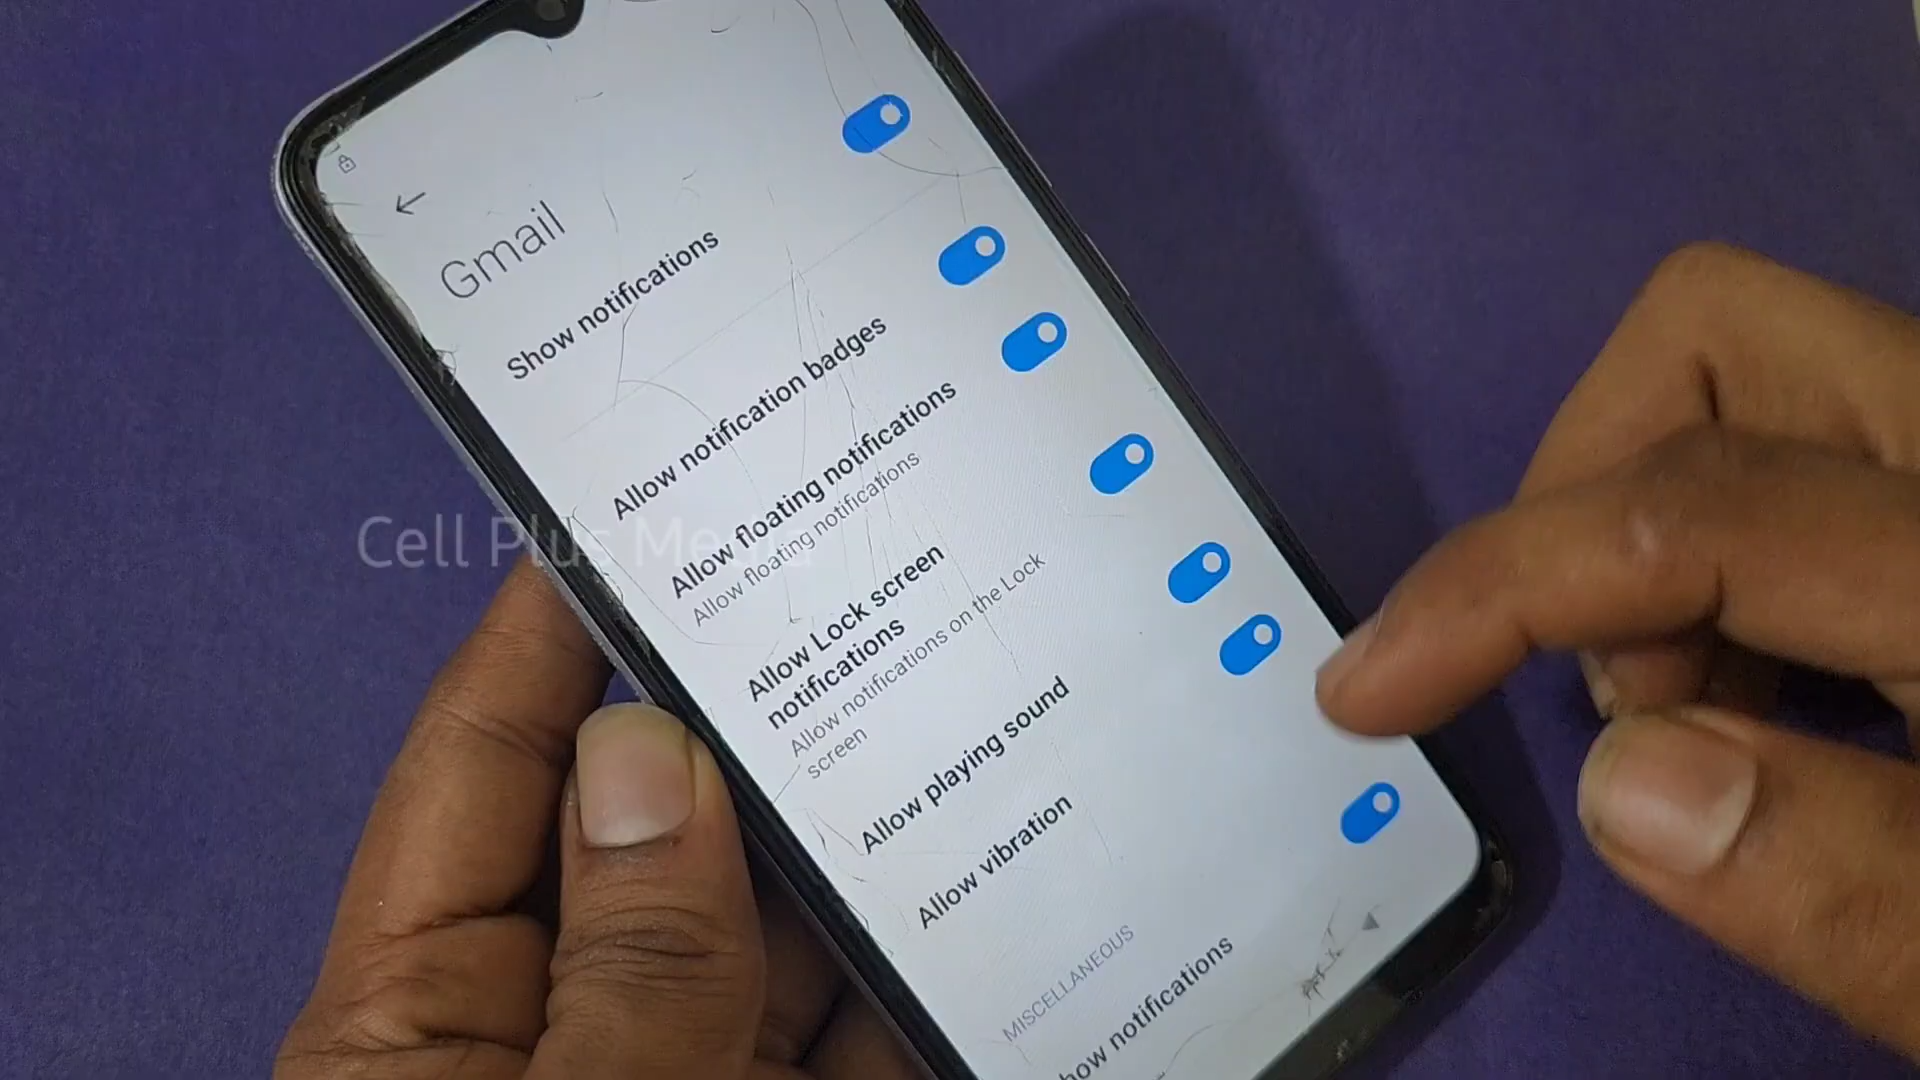 Gmail
Show notifications
Allow notification badges
Allow floating notifications
Allow floating notifications
Allow Lock screen
notifications
Allow notifications on the Lock
screen
Allow playing sound
Allow vibration
MISCELLANEOUS
how notifications
Cell Plus Media